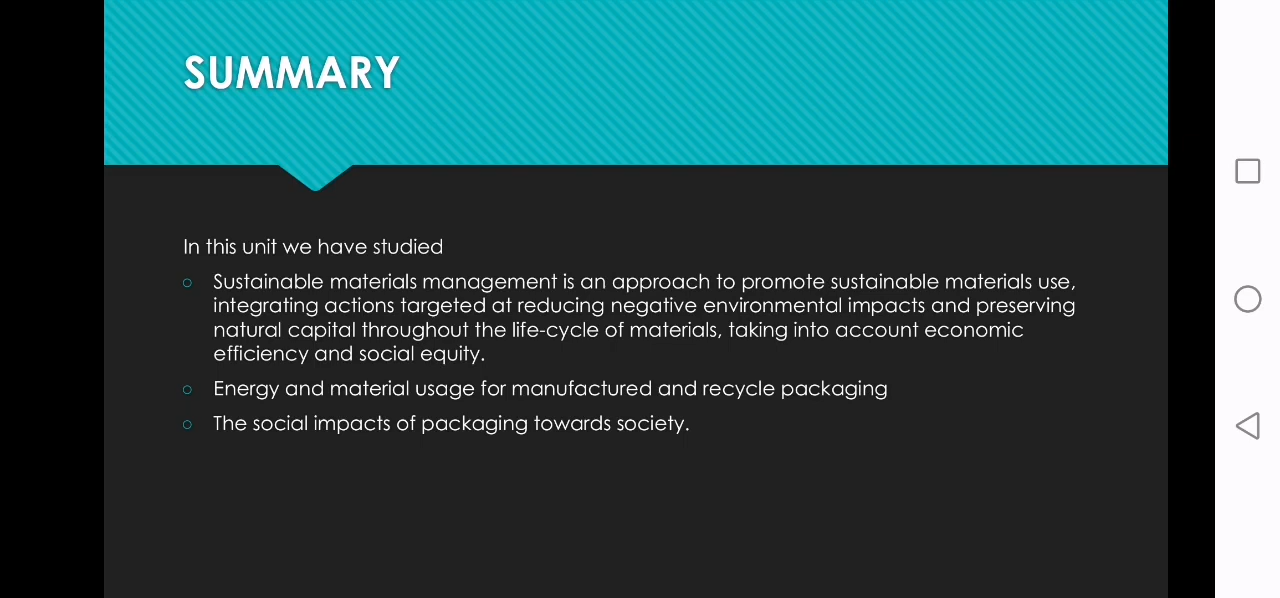 SUMMARY
In this unit we have studied
Sustainable materials management is an approach to promote sustainable materials use,
integrating actions targeted at reducing negative environmental impacts and preserving
natural capital throughout the life-cycle of materials, taking into account economic
efficiency and social equity.
Energy and material usage for manufactured and recycle packaging
The social impacts of packaging towards society.